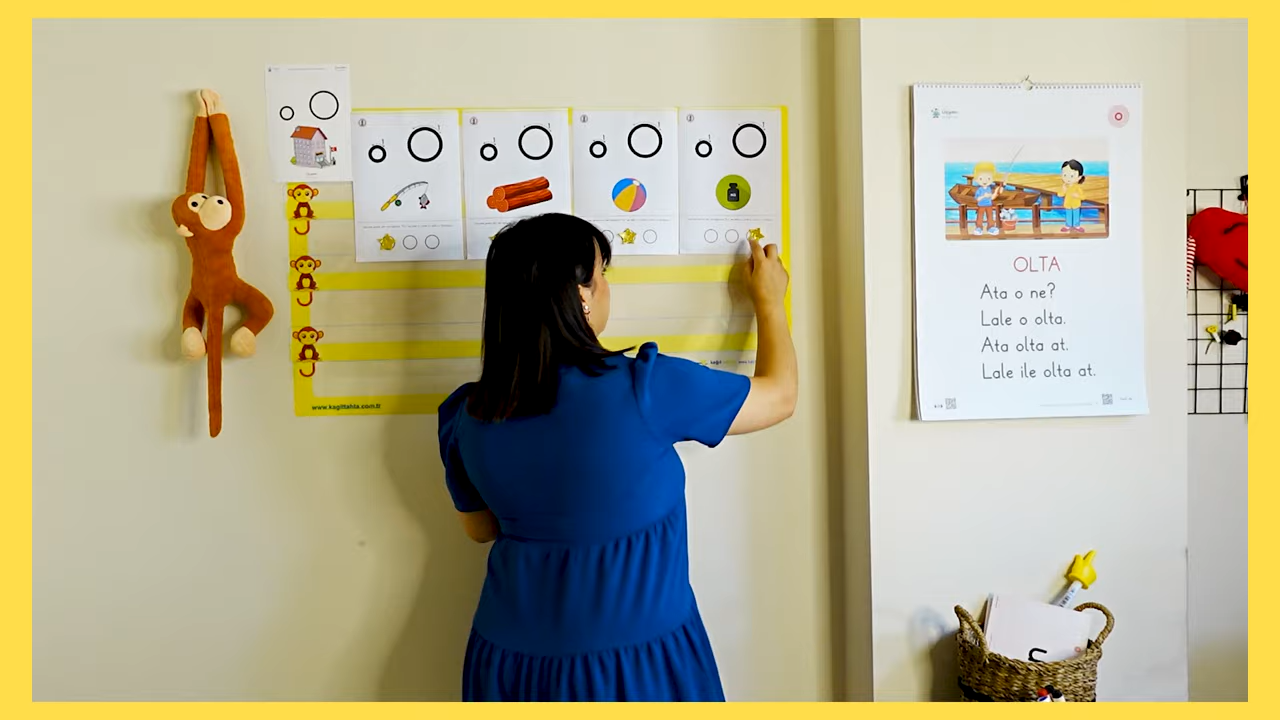 o O
o O
o O
o O
o O
www.kagittahta.com.tr
o
OLTA
Ata o ne?
Lale o olta.
Ata olta at.
Lale ile olta at.